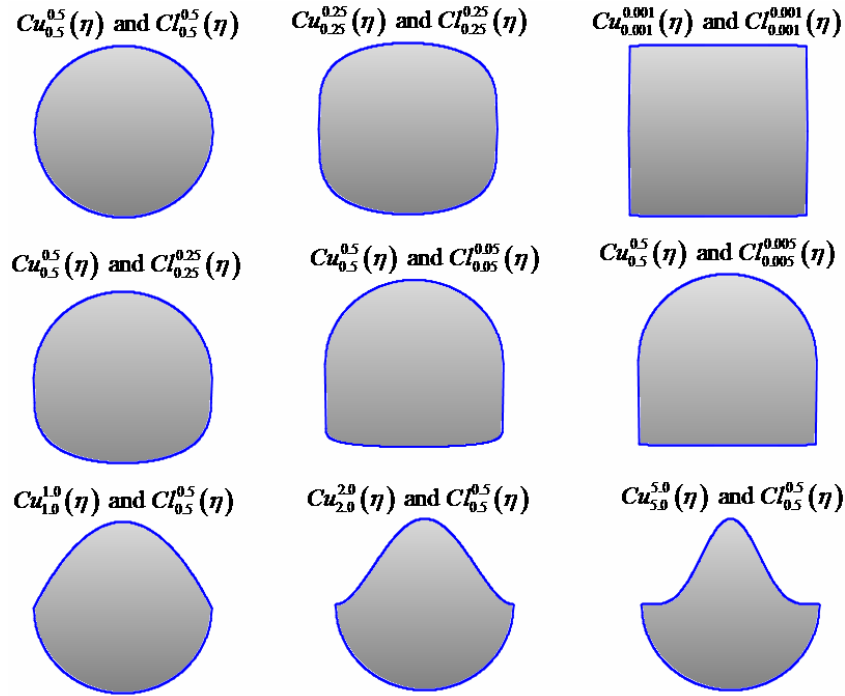 Cu_{0.5}^{0.5}(η) and Cl_{0.5}^{0.5}(η)
Cu_{0.25}^{0.25}(η) and Cl_{0.25}^{0.25}(η)
Cu_{0.001}^{0.001}(η) and Cl_{0.001}^{0.001}(η)
Cu_{0.5}^{0.5}(η) and Cl_{0.25}^{0.25}(η)
Cu_{0.5}^{0.5}(η) and Cl_{0.05}^{0.05}(η)
Cu_{0.5}^{0.5}(η) and Cl_{0.005}^{0.005}(η)
Cu_{1.0}^{1.0}(η) and Cl_{0.5}^{0.5}(η)
Cu_{2.0}^{2.0}(η) and Cl_{0.5}^{0.5}(η)
Cu_{5.0}^{5.0}(η) and Cl_{0.5}^{0.5}(η)